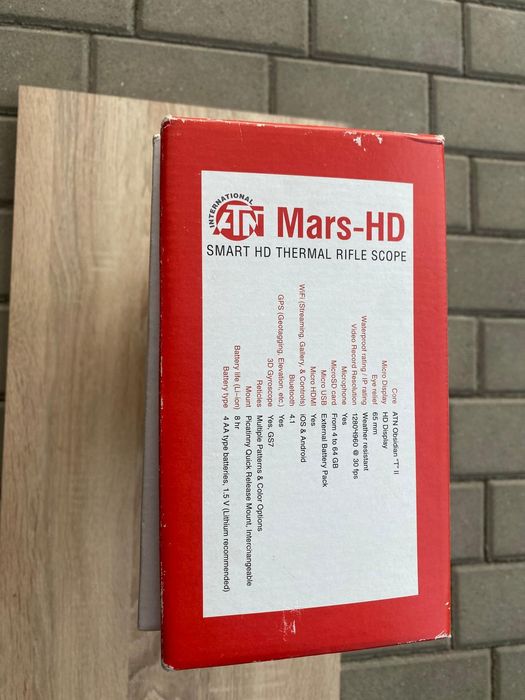 INTERNATIONAL
ATN Mars-HD
SMART HD THERMAL RIFLE SCOPE
Core ATN Obsidian "T" II
Micro Display HD Display
Eye relief 65 mm
Waterproof rating / IP rating Weather resistant
Video Record Resolution 1280*960 @ 30 fps
Microphone Yes
MicroSD card From 4 to 64 GB
Micro USB External Battery Pack
Micro HDMI Yes
WiFi (Streaming, Gallery, & Controls) iOS & Android
Bluetooth 4.1
GPS (Geotagging, Elevation, etc.) Yes
3D Gyroscope Yes, GS7
Reticles Multiple Patterns & Color Options
Mount Picatinny Quick Release Mount, Interchangeable
Battery life (Li-ion) 8 hr
Battery type 4 AA type batteries, 1.5 V (Lithium recommended)